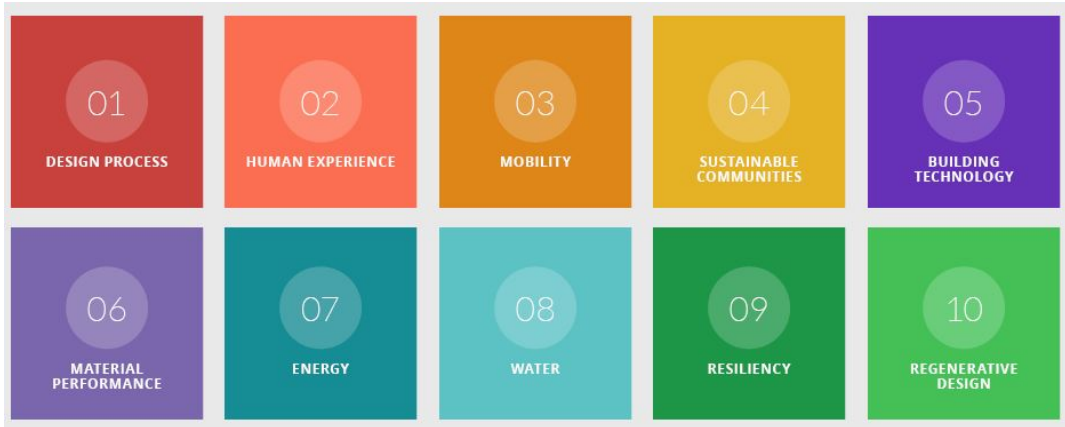 01
DESIGN PROCESS
02
HUMAN EXPERIENCE
03
MOBILITY
04
SUSTAINABLE
COMMUNITIES
05
BUILDING
TECHNOLOGY
06
MATERIAL
PERFORMANCE
07
ENERGY
08
WATER
09
RESILIENCY
10
REGENERATIVE
DESIGN